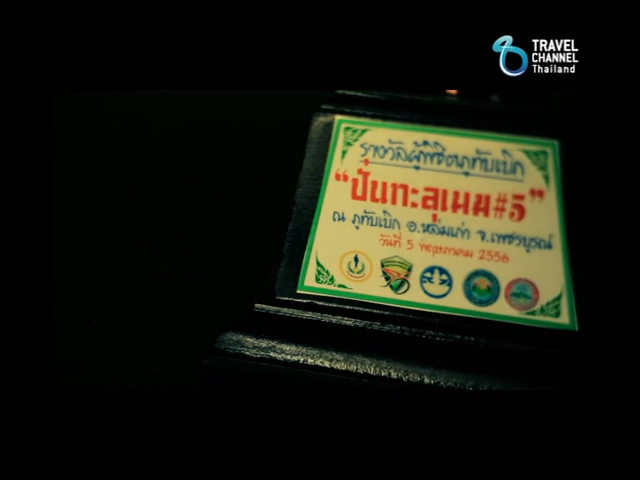 TRAVEL
CHANNEL
Thailand
รางวัลผู้พิชิตภูทับเบิก
"ปั่นทะลุเมฆ#5"
ณ ภูทับเบิก อ.หล่มเก่า จ.เพชรบูรณ์
วันที่ 5 พฤษภาคม 2556